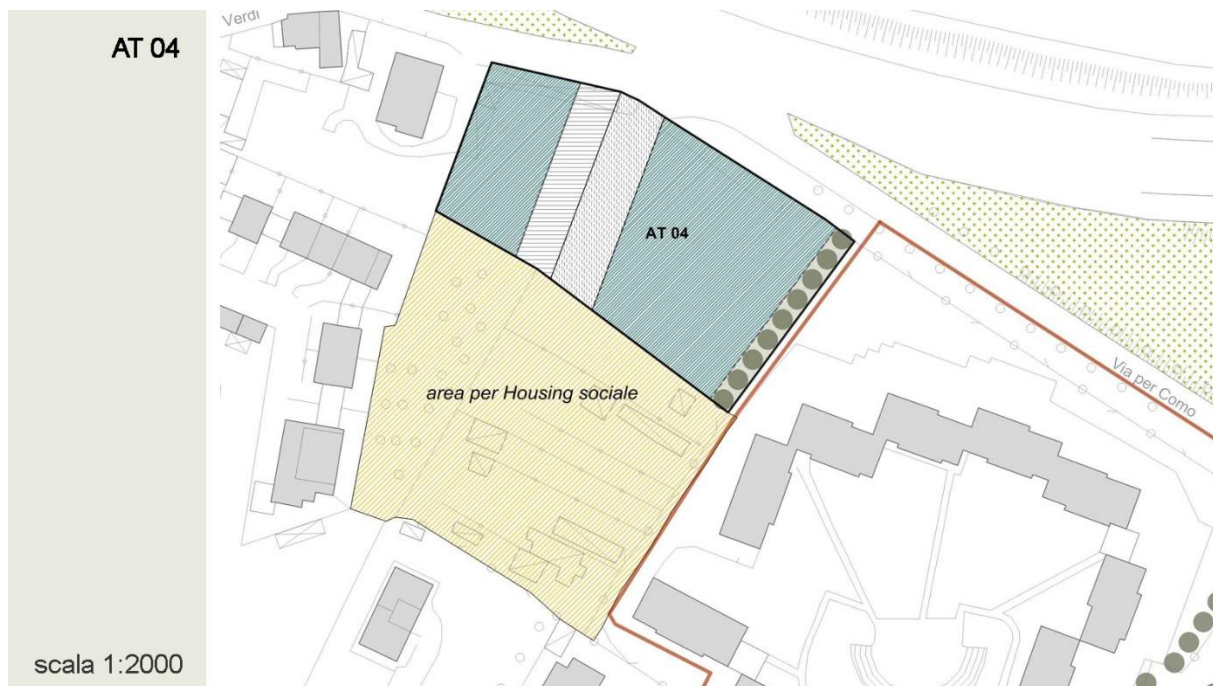 AT 04
Verdi
AT 04
area per Housing sociale
Via per Como
scala 1:2000